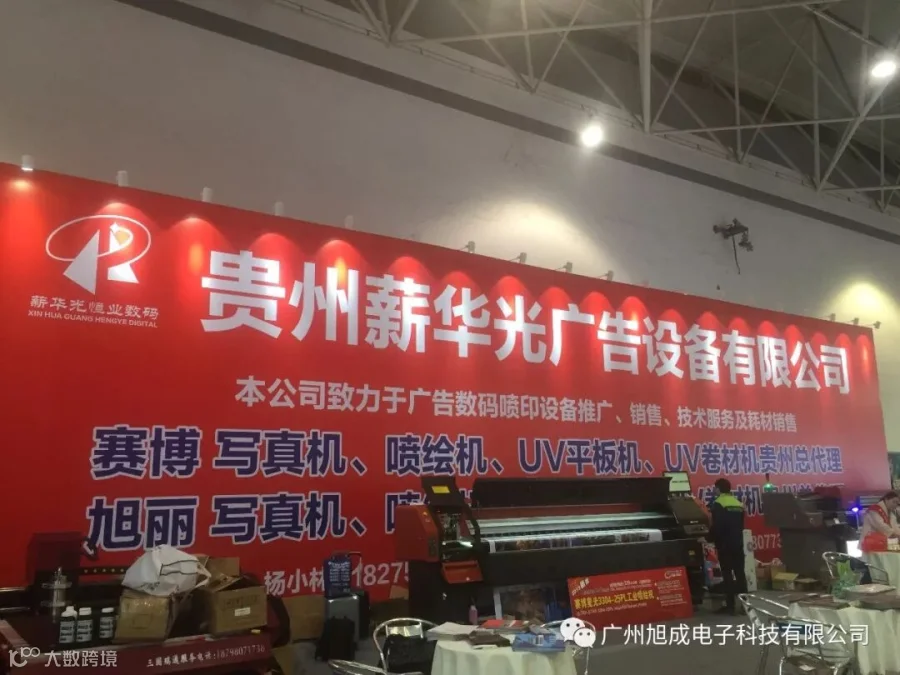 贵州薪华光广告设备有限公司
薪华光恒业数码
XIN HUA GUANG HENGYE DIGITAL
本公司致力于广告数码喷印设备推广、销售、技术服务及耗材销售
赛博 写真机、喷绘机、UV平板机、UV卷材机贵州总代理
旭丽 写真机、喷
杨小林 18275
广州旭成电子科技有限公司
大数跨境